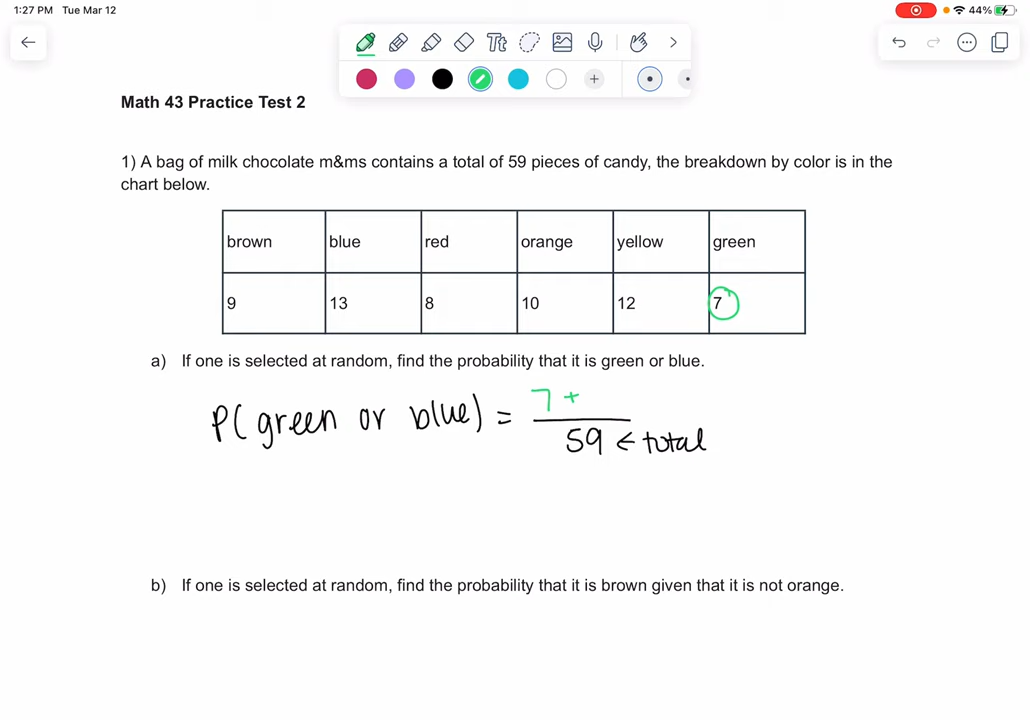 1:27 PM Tue Mar 12
44%
Tt
Math 43 Practice Test 2
1) A bag of milk chocolate m&ms contains a total of 59 pieces of candy, the breakdown by color is in the
chart below.
brown blue red orange yellow green
9 13 8 10 12 7
a) If one is selected at random, find the probability that it is green or blue.
P(green or blue) = 7 +
59 ← total
b) If one is selected at random, find the probability that it is brown given that it is not orange.